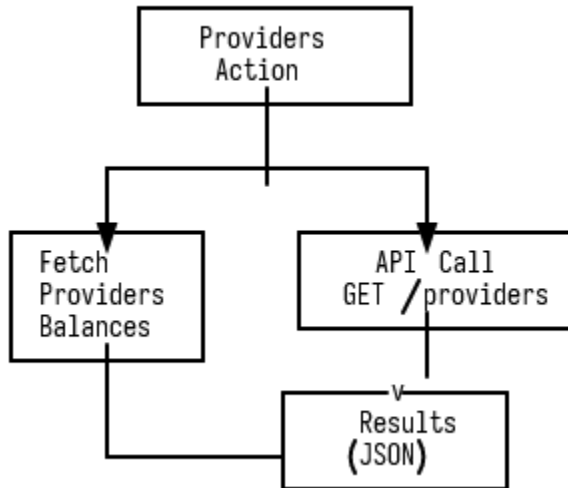 Providers
Action
Fetch
Providers
Balances
API Call
GET /providers
v
Results
(JSON)